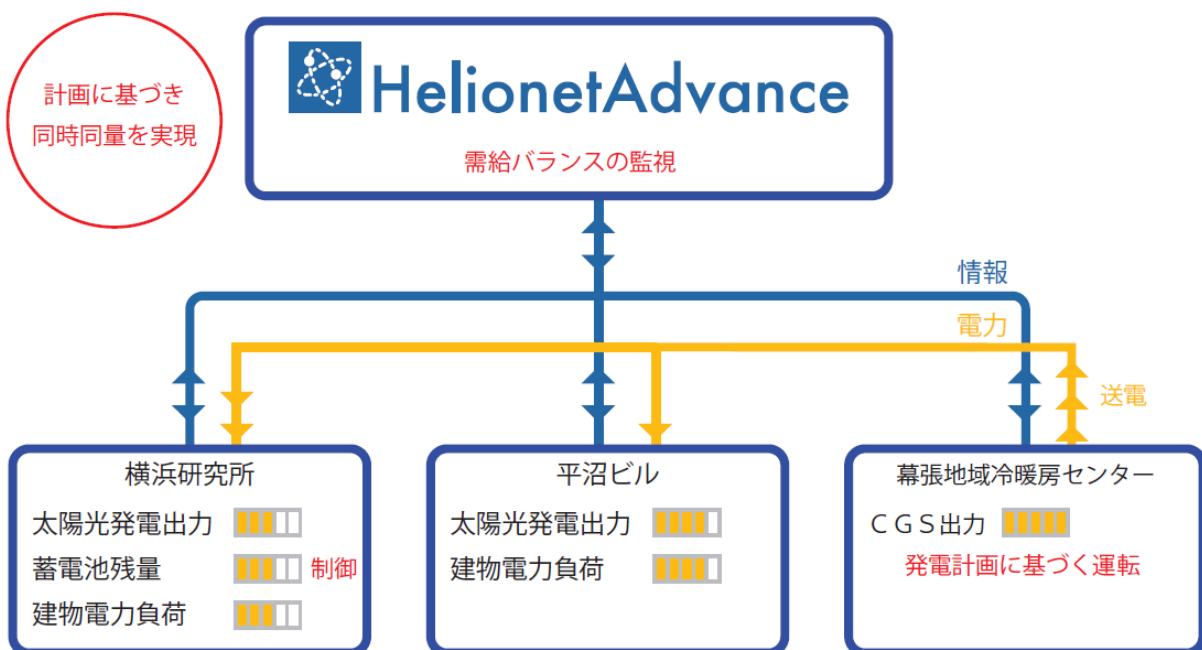 計画に基づき
同時同量を実現
HelionetAdvance
需給バランスの監視
情報
電力
送電
横浜研究所
太陽光発電出力
蓄電池残量 制御
建物電力負荷
平沼ビル
太陽光発電出力
建物電力負荷
幕張地域冷暖房センター
ＣＧＳ出力
発電計画に基づく運転